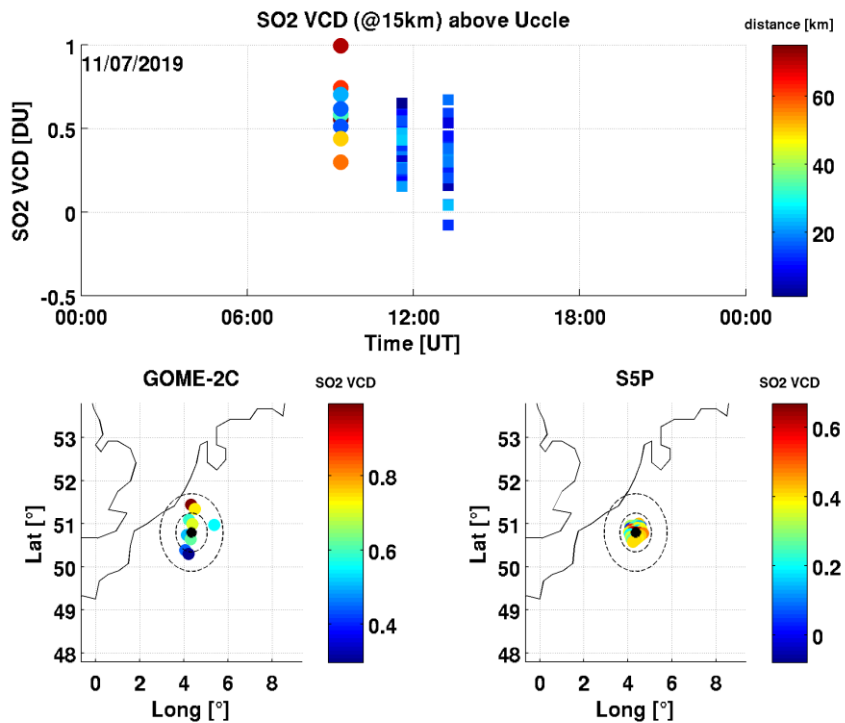 SO2 VCD (@15km) above Uccle
distance [km]
11/07/2019
SO2 VCD [DU]
1
0.5
0
-0.5
00:00 06:00 12:00 18:00 00:00
Time [UT]
60
40
20
GOME-2C
SO2 VCD
53
52
51
50
49
48
Lat [°]
0 2 4 6 8
Long [°]
0.8
0.6
0.4
S5P
SO2 VCD
53
52
51
50
49
48
Lat [°]
0 2 4 6 8
Long [°]
0.6
0.4
0.2
0